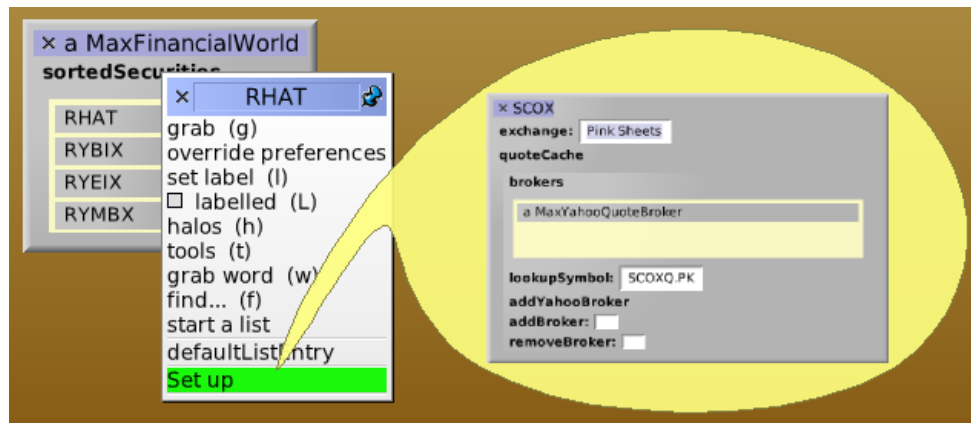 × a MaxFinancialWorld
sortedSecurities
RHAT
RYBIX
RYEIX
RYMBX
× RHAT
grab (g)
override preferences
set label (l)
labelled (L)
halos (h)
tools (t)
grab word (w)
find... (f)
start a list
defaultListEntry
Set up
× SCOX
exchange: Pink Sheets
quoteCache
brokers
a MaxYahooQuoteBroker
lookupSymbol: SCOXQ.PK
addYahooBroker
addBroker:
removeBroker: